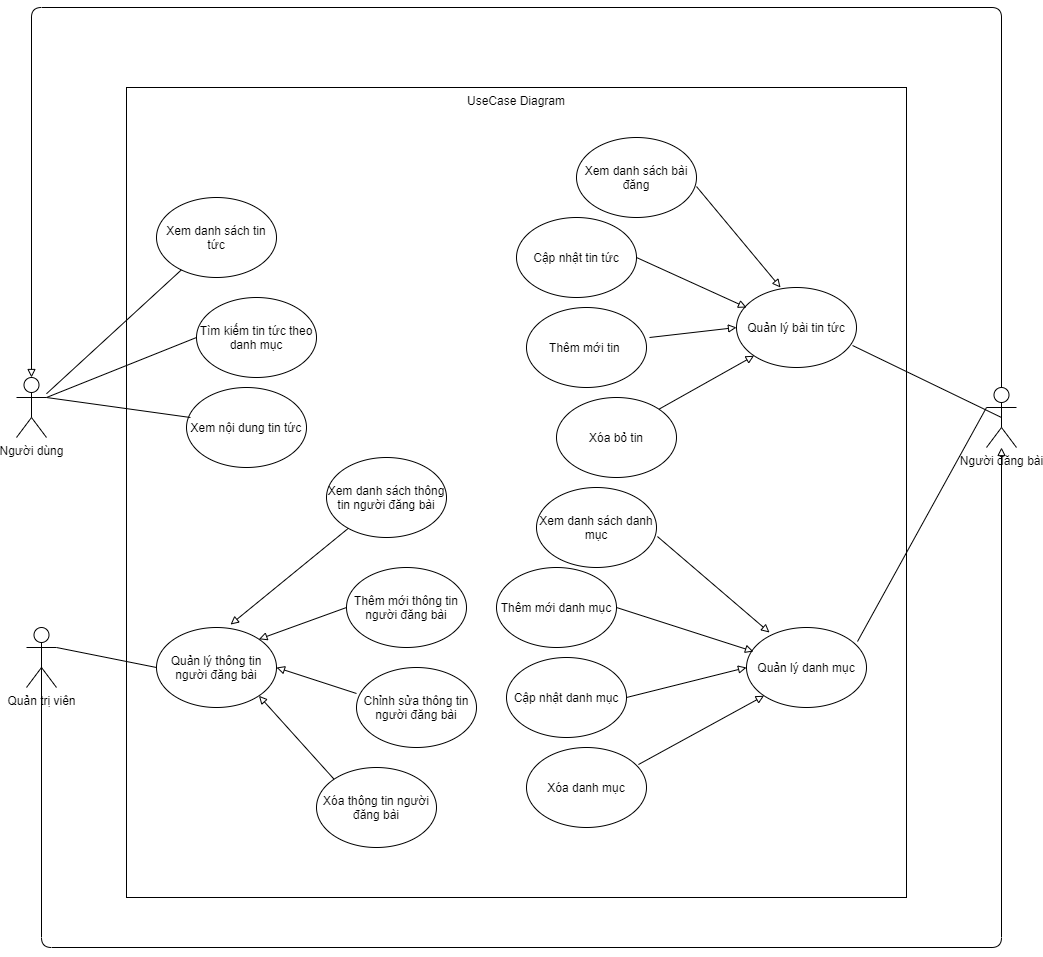 UseCase Diagram
Xem danh sách bài
đăng
Xem danh sách tin
tức
Cập nhật tin tức
Tìm kiếm tin tức theo
danh mục
Quản lý bài tin tức
Thêm mới tin
Xem nội dung tin tức
Xóa bỏ tin
Người dùng
Người đăng bài
Xem danh sách thông
tin người đăng bài
Xem danh sách danh
mục
Thêm mới thông tin
người đăng bài
Thêm mới danh mục
Quản lý thông tin
người đăng bài
Quản lý danh mục
Quản trị viên
Chỉnh sửa thông tin
người đăng bài
Cập nhật danh mục
Xóa danh mục
Xóa thông tin người
đăng bài